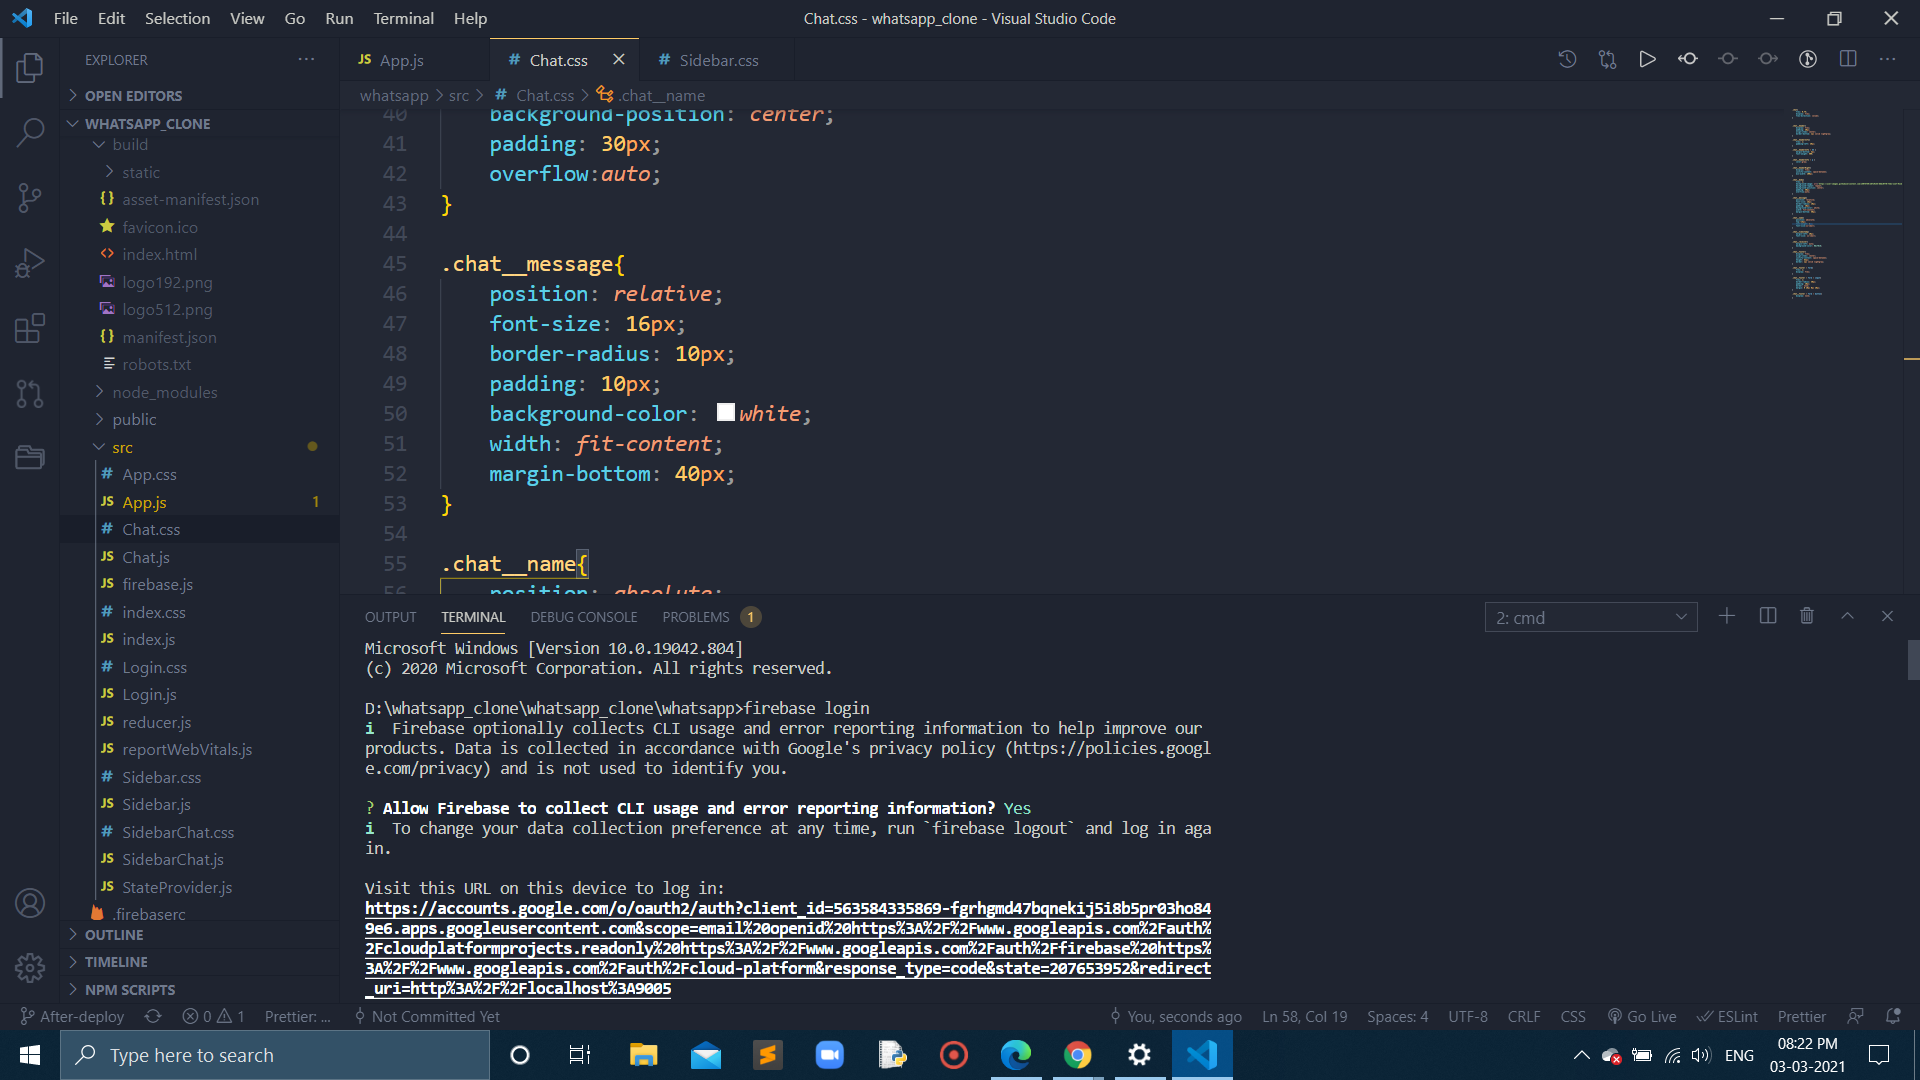 File Edit Selection View Go Run Terminal Help
Chat.css - whatsapp_clone - Visual Studio Code
EXPLORER
JS App.js
# Chat.css
# Sidebar.css
OPEN EDITORS
whatsapp > src > # Chat.css > .chat__name
WHATSAPP_CLONE
build
static
{} asset-manifest.json
favicon.ico
<> index.html
logo192.png
logo512.png
{} manifest.json
robots.txt
node_modules
public
src
# App.css
JS App.js 1
# Chat.css
JS Chat.js
JS firebase.js
# index.css
JS index.js
# Login.css
JS Login.js
JS reducer.js
JS reportWebVitals.js
# Sidebar.css
JS Sidebar.js
# SidebarChat.css
JS SidebarChat.js
JS StateProvider.js
.firebaserc
OUTLINE
TIMELINE
NPM SCRIPTS
40 background-position: center;
41 padding: 30px;
42 overflow:auto;
43 }
44
45 .chat__message{
46 position: relative;
47 font-size: 16px;
48 border-radius: 10px;
49 padding: 10px;
50 background-color: white;
51 width: fit-content;
52 margin-bottom: 40px;
53 }
54
55 .chat__name{
56 position: absolute;
OUTPUT TERMINAL DEBUG CONSOLE PROBLEMS 1
2: cmd
Microsoft Windows [Version 10.0.19042.804]
(c) 2020 Microsoft Corporation. All rights reserved.
D:\whatsapp_clone\whatsapp_clone\whatsapp>firebase login
i Firebase optionally collects CLI usage and error reporting information to help improve our
products. Data is collected in accordance with Google's privacy policy (https://policies.googl
e.com/privacy) and is not used to identify you.
? Allow Firebase to collect CLI usage and error reporting information? Yes
i To change your data collection preference at any time, run `firebase logout` and log in aga
in.
Visit this URL on this device to log in:
https://accounts.google.com/o/oauth2/auth?client_id=563584335869-fgrhgmd47bqnekij5i8b5pr03ho84
9e6.apps.googleusercontent.com&scope=email%20openid%20https%3A%2F%2Fwww.googleapis.com%2Fauth%
2Fcloudplatformprojects.readonly%20https%3A%2F%2Fwww.googleapis.com%2Fauth%2Ffirebase%20https%
3A%2F%2Fwww.googleapis.com%2Fauth%2Fcloud-platform&response_type=code&state=207653952&redirect
_uri=http%3A%2F%2Flocalhost%3A9005
After-deploy 0 1 Prettier: ... Not Committed Yet
You, seconds ago Ln 58, Col 19 Spaces: 4 UTF-8 CRLF CSS Go Live ESLint Prettier
Type here to search
ENG
08:22 PM
03-03-2021